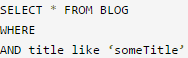 SELECT * FROM BLOG
WHERE
AND title like ‘someTitle’